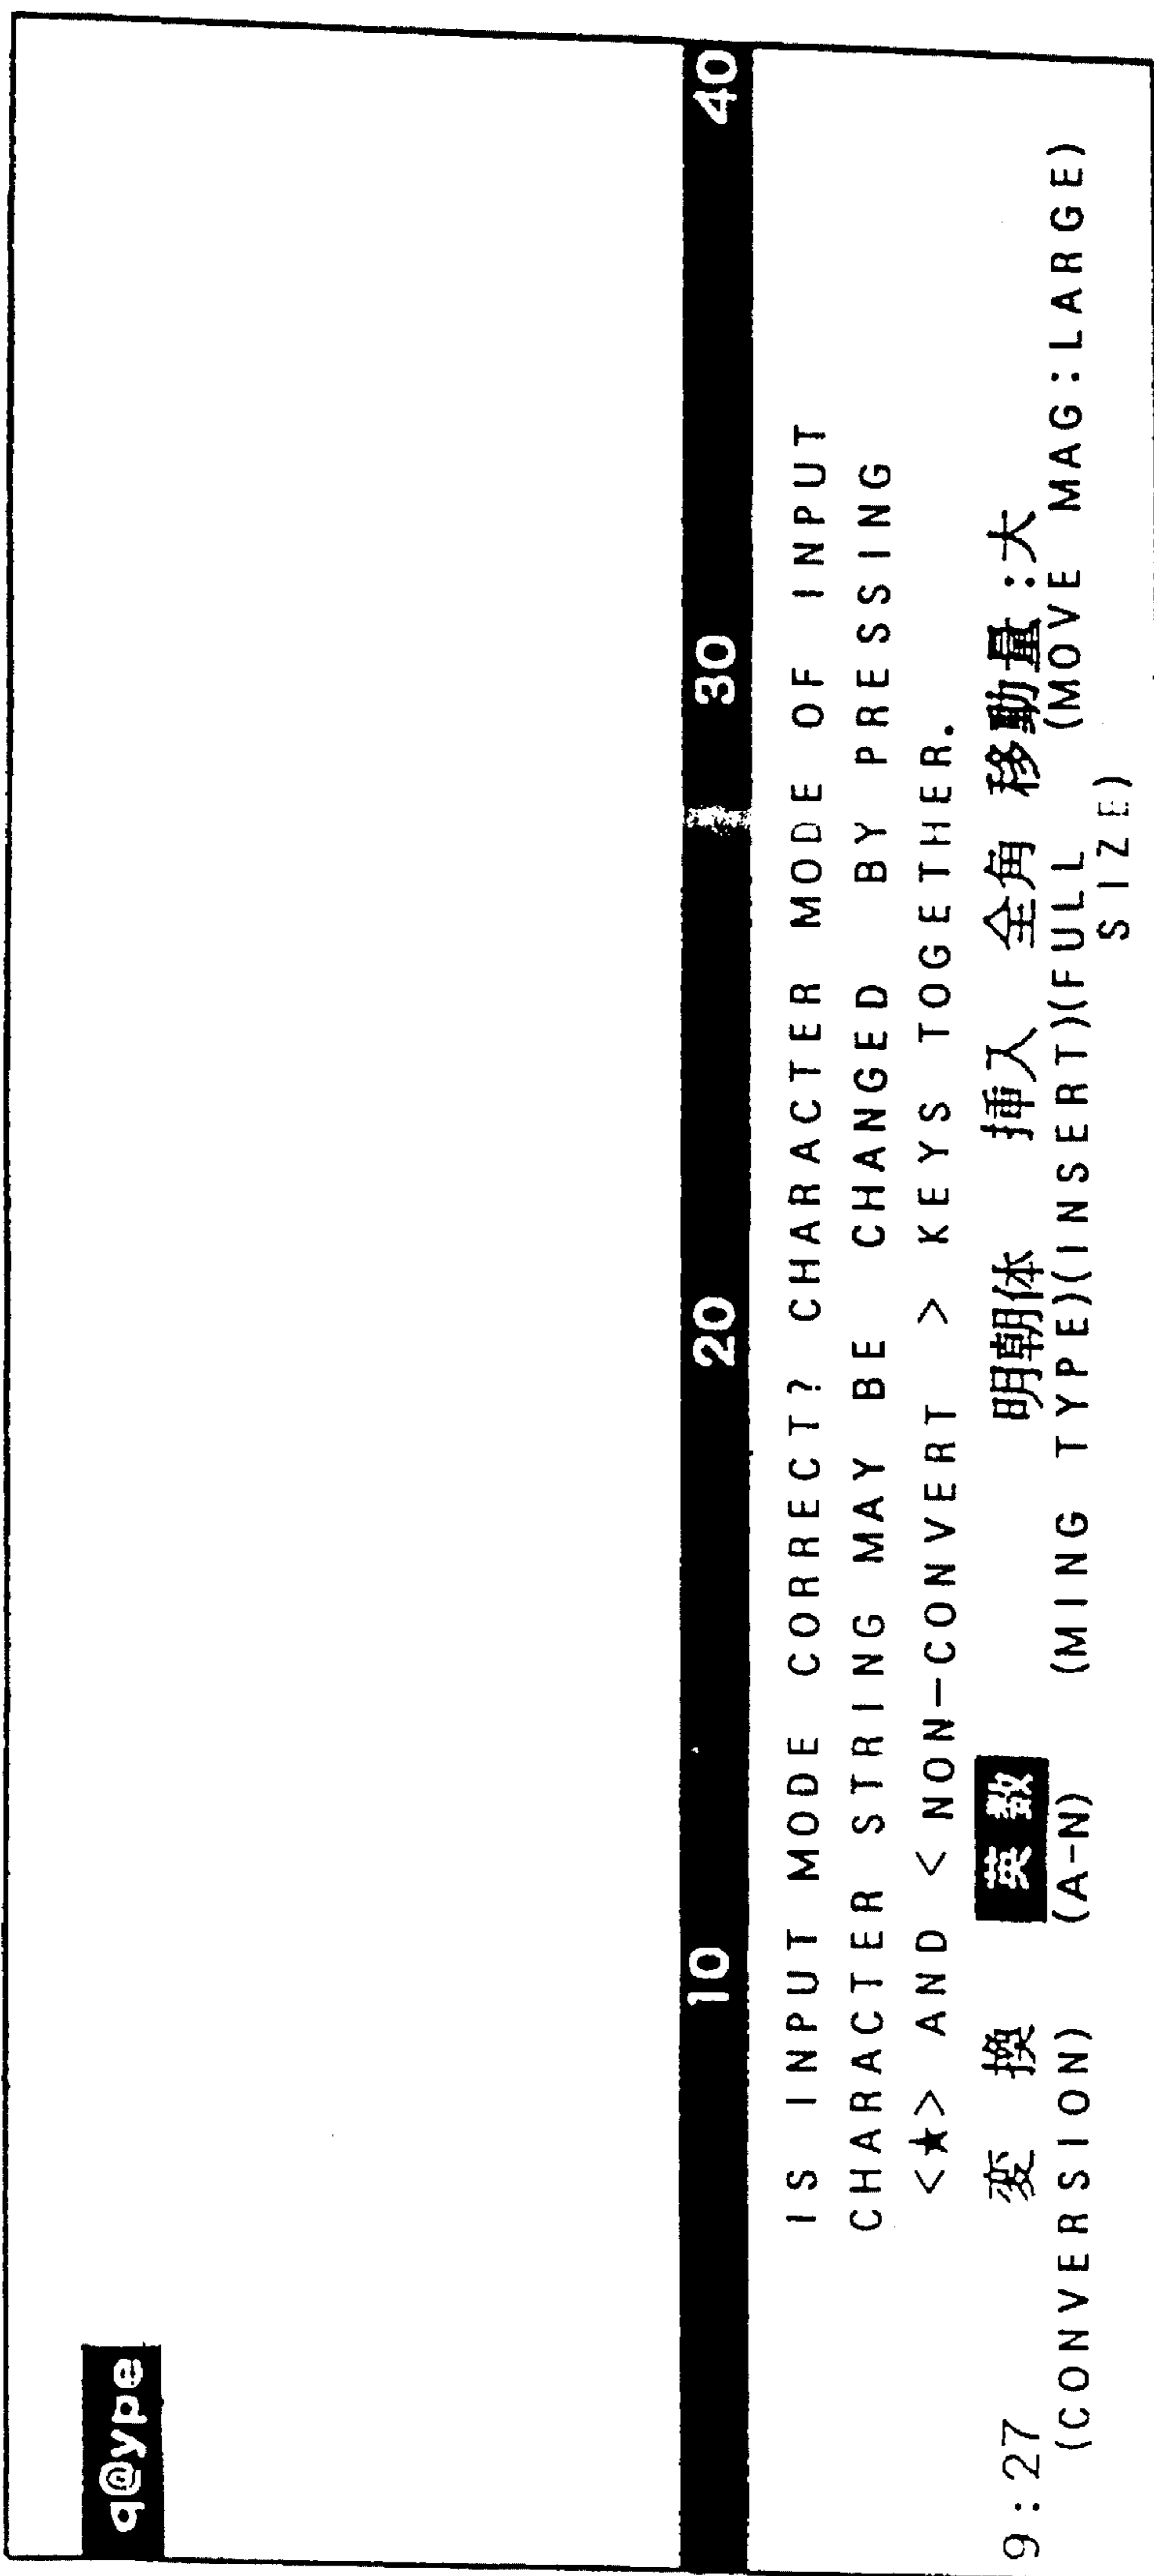 q@ype
10 20 30 40
IS INPUT MODE CORRECT? CHARACTER MODE OF INPUT
CHARACTER STRING MAY BE CHANGED BY PRESSING
<★> AND <NON-CONVERT > KEYS TOGETHER.
9:27 変 換 英数 明朝体 挿入 全角 移動量:大
(CONVERSION) (A-N) (MING TYPE)(INSERT)(FULL (MOVE MAG:LARGE)
SIZE)